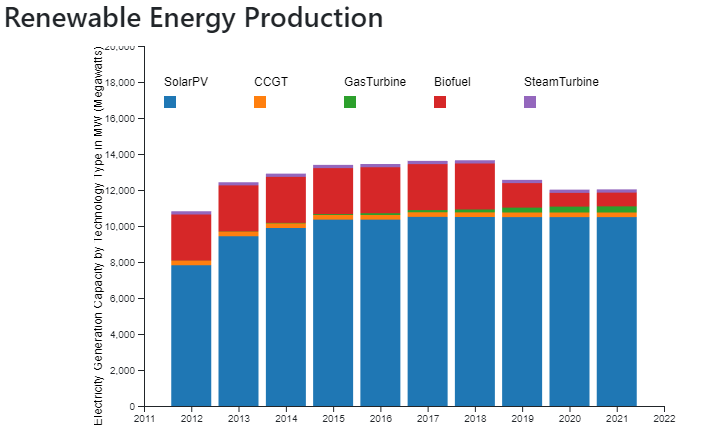 Renewable Energy Production
Electricity Generation Capacity by Technology Type in MW (Megawatts)
20,000
18,000
16,000
14,000
12,000
10,000
8,000
6,000
4,000
2,000
0
SolarPV CCGT GasTurbine Biofuel SteamTurbine
2011 2012 2013 2014 2015 2016 2017 2018 2019 2020 2021 2022